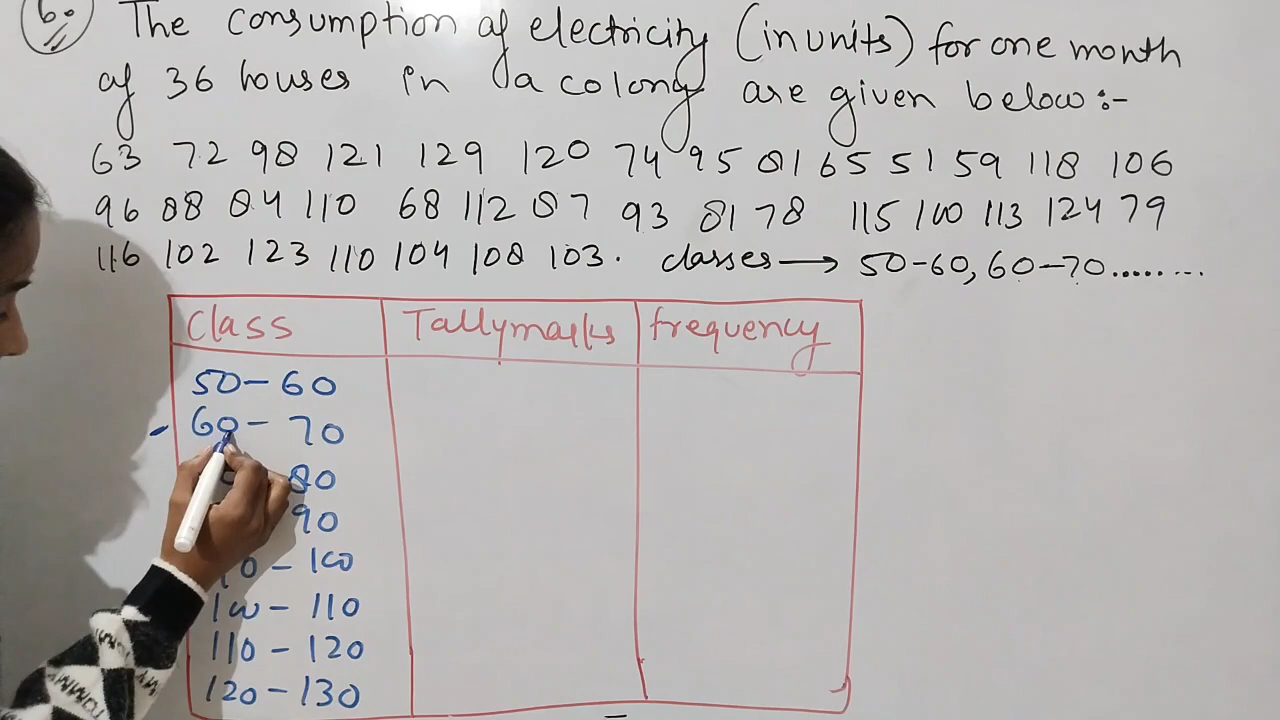 6.
The consumption of electricity (in units) for one month
of 36 houses in a colony are given below:-
63 72 98 121 129 120 74 95 81 65 51 59 118 106
96 88 84 110 68 112 87 93 81 78 115 100 113 124 79
116 102 123 110 104 108 103. classes → 50-60, 60-70........
Class Tallymarks frequency
50-60
60-70
80
90
90-100
100-110
110-120
120-130